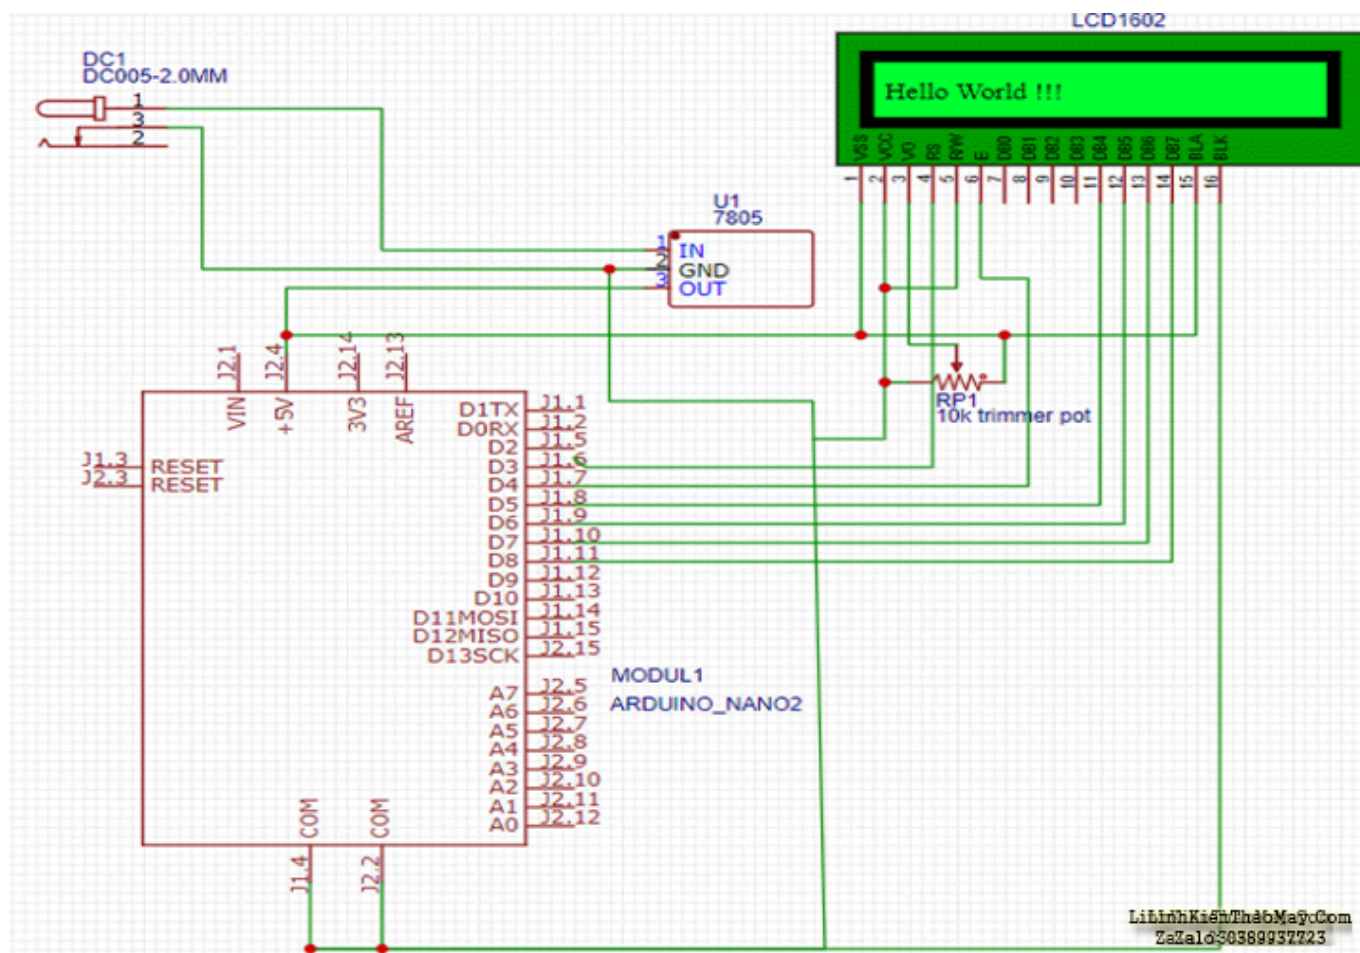 LCD1602
DC1
DC005-2.0MM
1
3
2
Hello World !!!
VSS
VCC
VO
RS
R/W
E
DB0
DB1
DB2
DB3
DB4
DB5
DB6
DB7
BLA
BLK
1
2
3
4
5
6
7
8
9
10
11
12
13
14
15
16
U1
7805
1 IN
2 GND
3 OUT
J2.1
J2.4
J2.14
J2.13
VIN
+5V
3V3
AREF
RP1
10k trimmer pot
D1TX J1.1
D0RX J1.2
D2 J1.5
J1.3 RESET
D3 J1.6
J2.3 RESET
D4 J1.7
D5 J1.8
D6 J1.9
D7 J1.10
D8 J1.11
D9 J1.12
D10 J1.13
D11MOSI J1.14
D12MISO J1.15
D13SCK J2.15
MODUL1
ARDUINO_NANO2
A7 J2.5
A6 J2.6
A5 J2.7
A4 J2.8
A3 J2.9
A2 J2.10
A1 J2.11
A0 J2.12
COM
COM
J1.4
J2.2